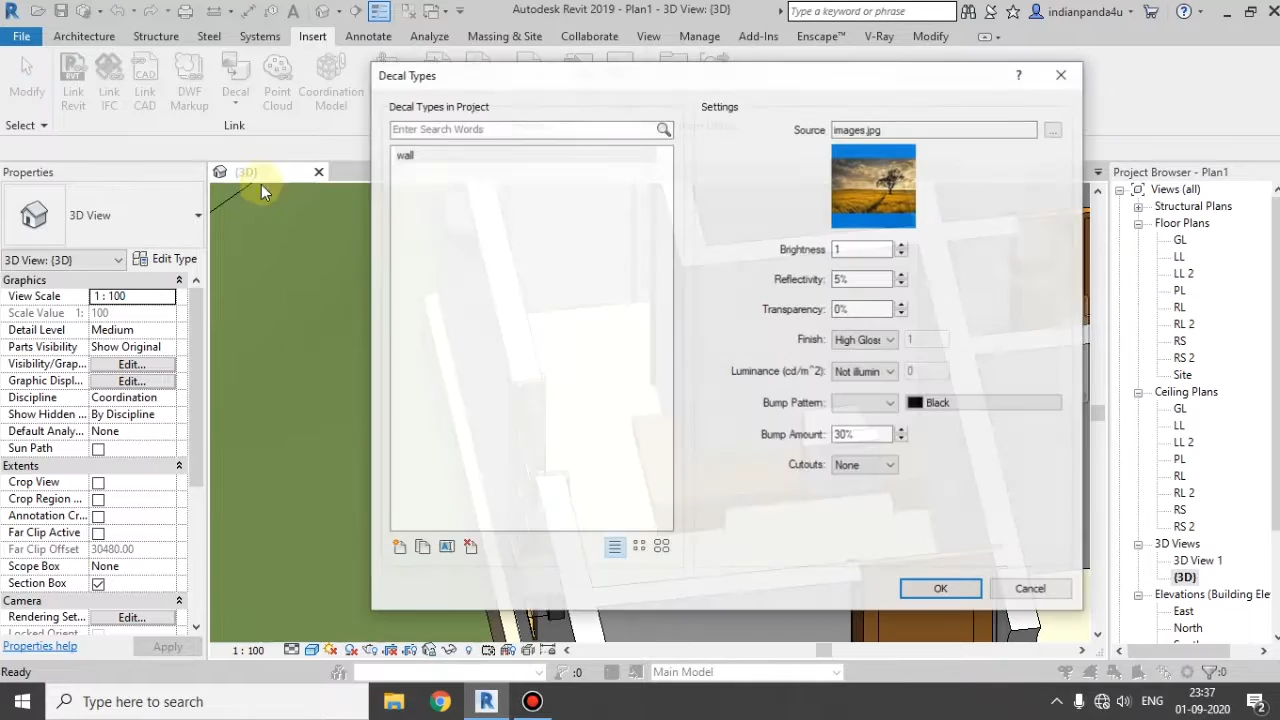 Autodesk Revit 2019 - Plan1 - 3D View: {3D}
Type a keyword or phrase
indianpanda4u
File Architecture Structure Steel Systems Insert Annotate Analyze Massing & Site Collaborate View Manage Add-Ins Enscape™ V-Ray Modify
Modify
Link Revit
Link IFC
Link CAD
DWF Markup
Decal
Point Cloud
Coordination Model
Select
Link
Decal Types
?
Decal Types in Project
Enter Search Words
wall
Settings
Source images.jpg ...
Brightness 1
Reflectivity: 5%
Transparency: 0%
Finish: High Glos 1
Luminance (cd/m^2): Not illumin 0
Bump Pattern: Black
Bump Amount: 30%
Cutouts: None
OK Cancel
Properties
{3D}
3D View
3D View: {3D} Edit Type
Graphics
View Scale 1 : 100
Scale Value 1: 100
Detail Level Medium
Parts Visibility Show Original
Visibility/Grap... Edit...
Graphic Displ... Edit...
Discipline Coordination
Show Hidden ... By Discipline
Default Analy... None
Sun Path
Extents
Crop View
Crop Region ...
Annotation Cr...
Far Clip Active
Far Clip Offset 30480.00
Scope Box None
Section Box
Camera
Rendering Set... Edit...
Properties help Apply
Project Browser - Plan1
Views (all)
Structural Plans
Floor Plans
GL
LL
LL 2
PL
RL
RL 2
RS
RS 2
Site
Ceiling Plans
GL
LL
LL 2
PL
RL
RL 2
RS
RS 2
3D Views
3D View 1
{3D}
Elevations (Building Ele
East
North
1 : 100
Ready
:0
Main Model
:0
Type here to search
ENG
23:37
01-09-2020
2